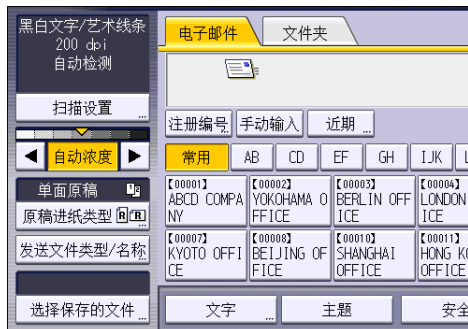 黑白文字/艺术线条
200 dpi
自动检测
扫描设置
自动浓度
单面原稿
原稿进纸类型
发送文件类型/名称
选择保存的文件
电子邮件
文件夹
注册编号
手动输入
近期
常用
AB
CD
EF
GH
IJK
【00001】
ABCD COMPA
NY
【00002】
YOKOHAMA O
FFICE
【00003】
BERLIN OFF
ICE
【00004】
LONDON
ICE
【00007】
KYOTO OFFI
CE
【00008】
BEIJING OF
FICE
【00010】
SHANGHAI
OFFICE
【00011】
HONG
OFFICE
文字
主题